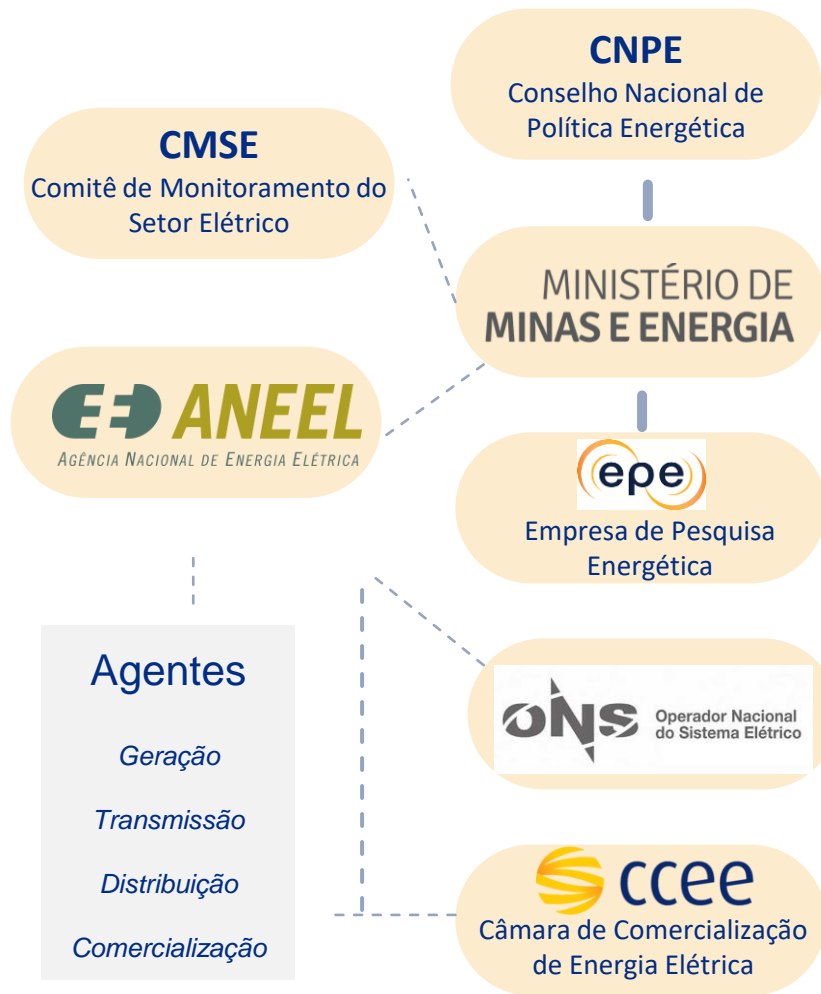 CNPE
Conselho Nacional de
Política Energética
CMSE
Comitê de Monitoramento do
Setor Elétrico
MINISTÉRIO DE
MINAS E ENERGIA
ANEEL
AGÊNCIA NACIONAL DE ENERGIA ELÉTRICA
epe
Empresa de Pesquisa
Energética
Agentes
Geração
Transmissão
Distribuição
Comercialização
ONS
Operador Nacional
do Sistema Elétrico
ccee
Câmara de Comercialização
de Energia Elétrica